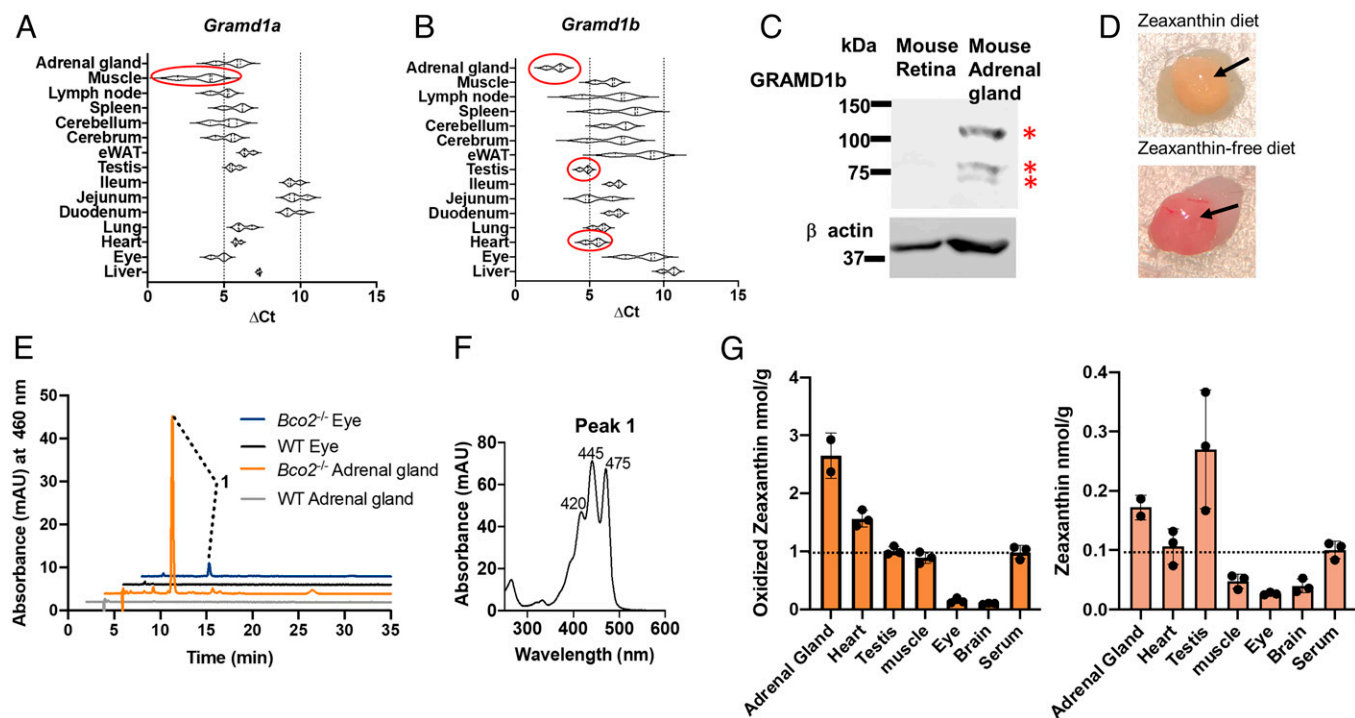 A
Gramd1a
Adrenal gland
Muscle
Lymph node
Spleen
Cerebellum
Cerebrum
eWAT
Testis
Ileum
Jejunum
Duodenum
Lung
Heart
Eye
Liver
0 5 10 15
ΔCt
B
Gramd1b
Adrenal gland
Muscle
Lymph node
Spleen
Cerebellum
Cerebrum
eWAT
Testis
Ileum
Jejunum
Duodenum
Lung
Heart
Eye
Liver
0 5 10 15
ΔCt
C
kDa
Mouse
Retina
Mouse
Adrenal
gland
GRAMD1b
150
100
75
*
*
*
β actin
37
D
Zeaxanthin diet
Zeaxanthin-free diet
E
Absorbance (mAU) at 460 nm
50
40
30
20
10
0
0 5 10 15 20 25 30 35
Time (min)
1
Bco2-/- Eye
WT Eye
Bco2-/- Adrenal gland
WT Adrenal gland
F
Peak 1
Absorbance (mAU)
80
60
40
20
0
420
445
475
300 400 500 600
Wavelength (nm)
G
Oxidized Zeaxanthin nmol/g
4
3
2
1
0
Adrenal Gland
Heart
Testis
muscle
Eye
Brain
Serum
Zeaxanthin nmol/g
0.4
0.3
0.2
0.1
0.0
Adrenal Gland
Heart
Testis
muscle
Eye
Brain
Serum